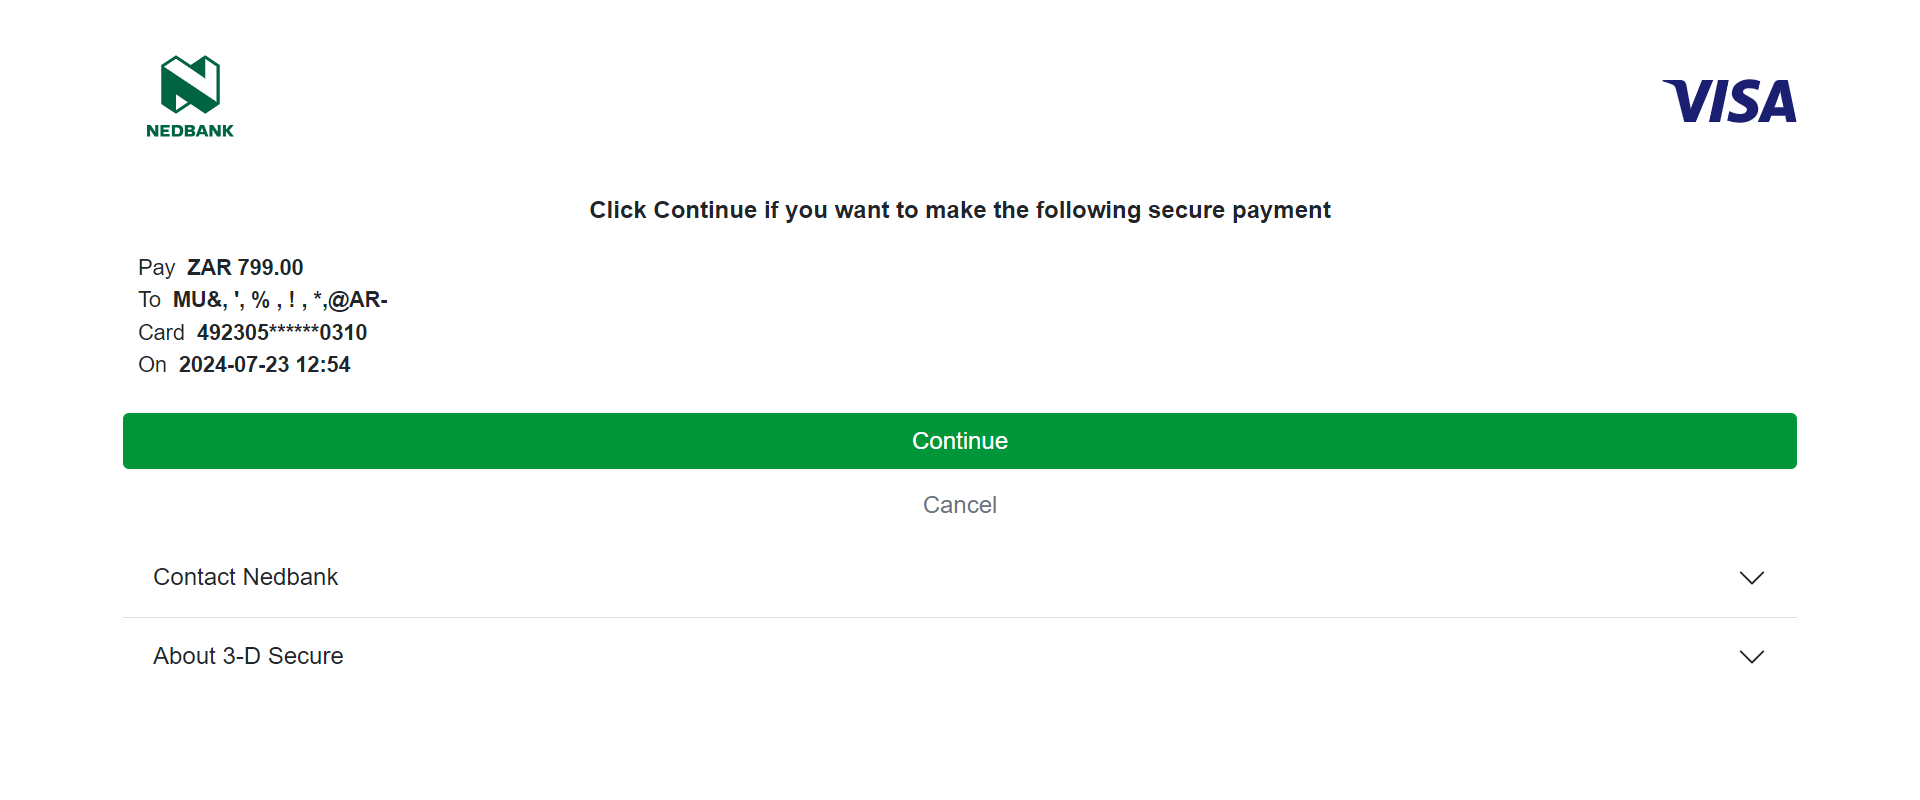 NEDBANK
VISA
Click Continue if you want to make the following secure payment
Pay ZAR 799.00
To MU&, ', % , ! , *,@AR-
Card 492305******0310
On 2024-07-23 12:54
Continue
Cancel
Contact Nedbank
About 3-D Secure